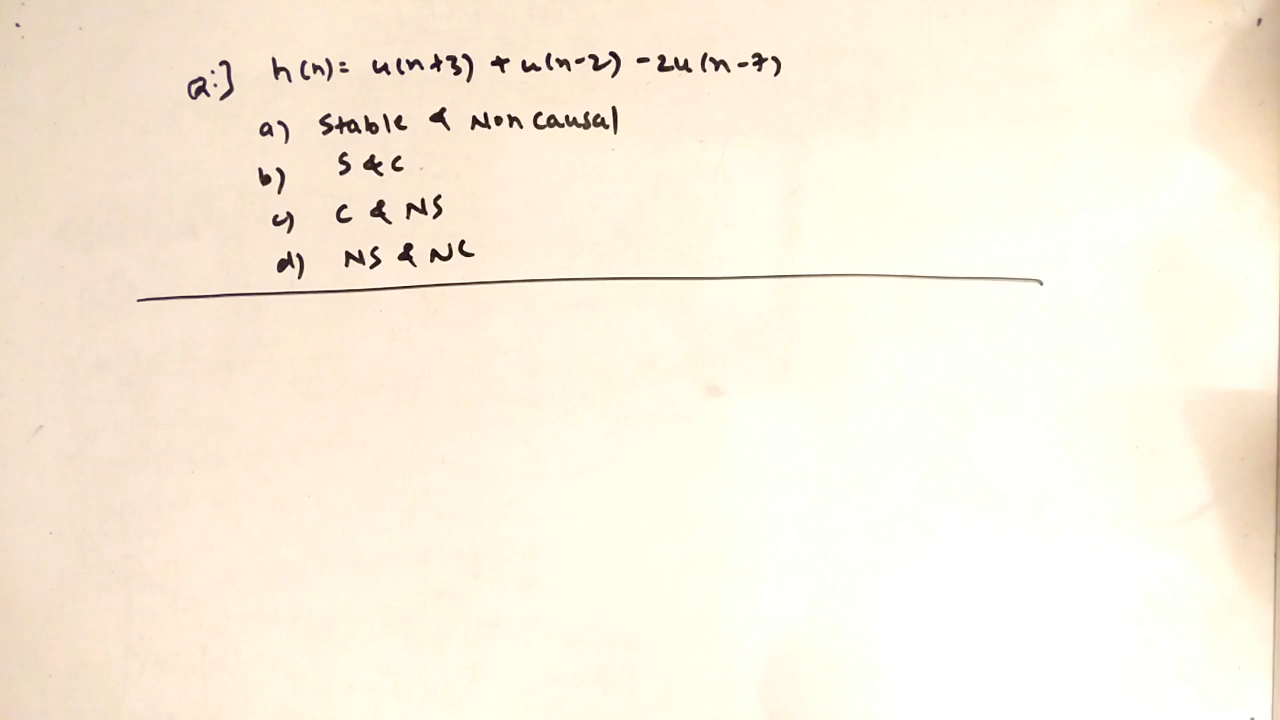 Q:] h(n) = u(n+3) + u(n-2) - 2u(n-7)
a) Stable & Non causal
b) S & C
c) C & NS
d) NS & NC